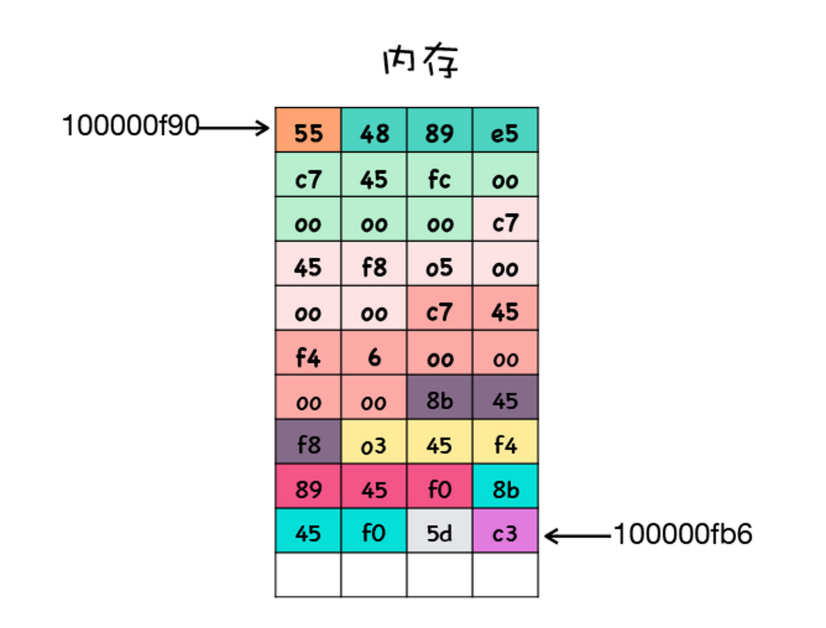 内存
100000f90
55 48 89 e5
c7 45 fc 00
00 00 00 c7
45 f8 05 00
00 00 c7 45
f4 6 00 00
00 00 8b 45
f8 03 45 f4
89 45 f0 8b
45 f0 5d c3
100000fb6